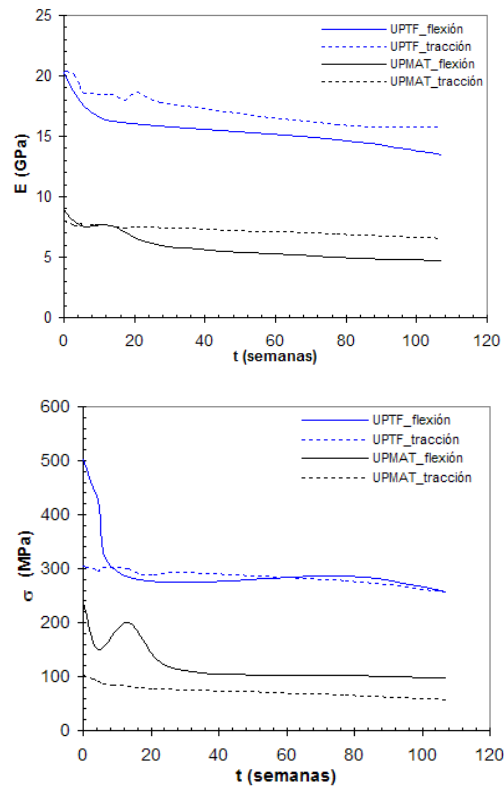 25
20
15
10
5
0
E (GPa)
UPTF_flexión
UPTF_tracción
UPMAT_flexión
UPMAT_tracción
0 20 40 60 80 100 120
t (semanas)
600
500
400
300
200
100
0
σ (MPa)
UPTF_flexión
UPTF_tracción
UPMAT_flexión
UPMAT_tracción
0 20 40 60 80 100 120
t (semanas)